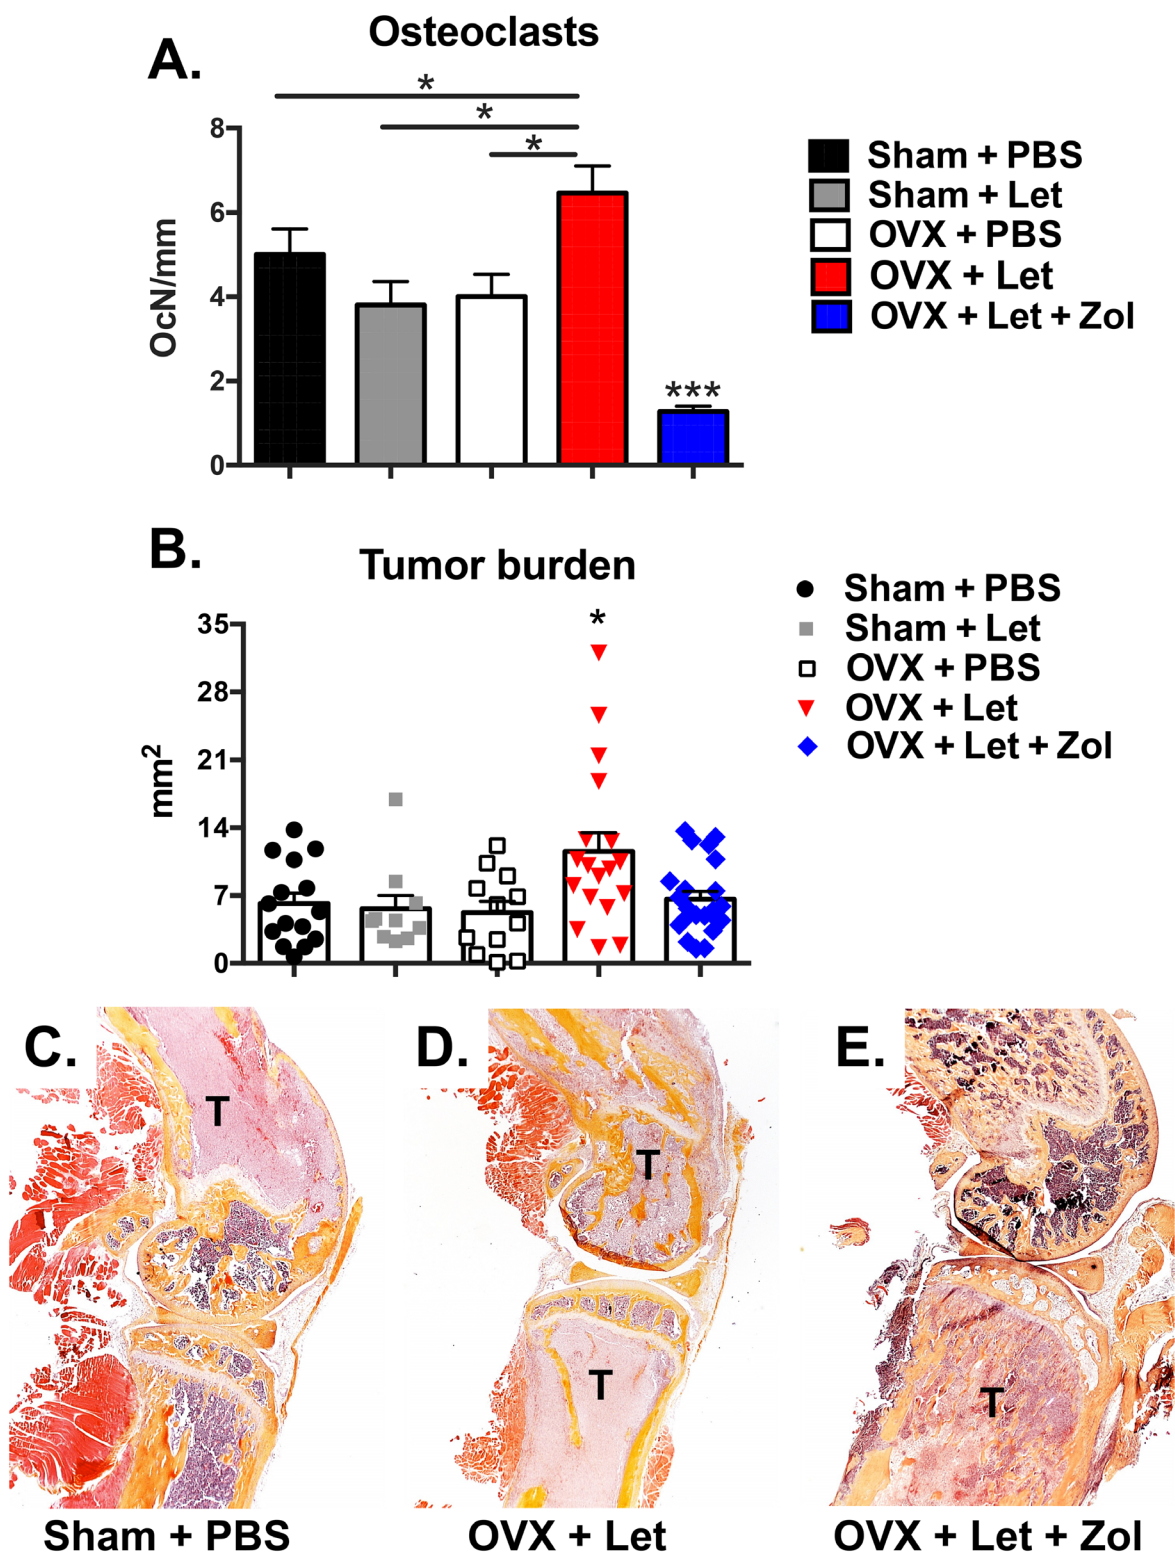 A.
Osteoclasts
*
*
*
***
OcN/mm
8
6
4
2
0
Sham + PBS
Sham + Let
OVX + PBS
OVX + Let
OVX + Let + Zol
B.
Tumor burden
*
mm²
35
28
21
14
7
0
Sham + PBS
Sham + Let
OVX + PBS
OVX + Let
OVX + Let + Zol
C.
T
Sham + PBS
D.
T
T
OVX + Let
E.
T
OVX + Let + Zol